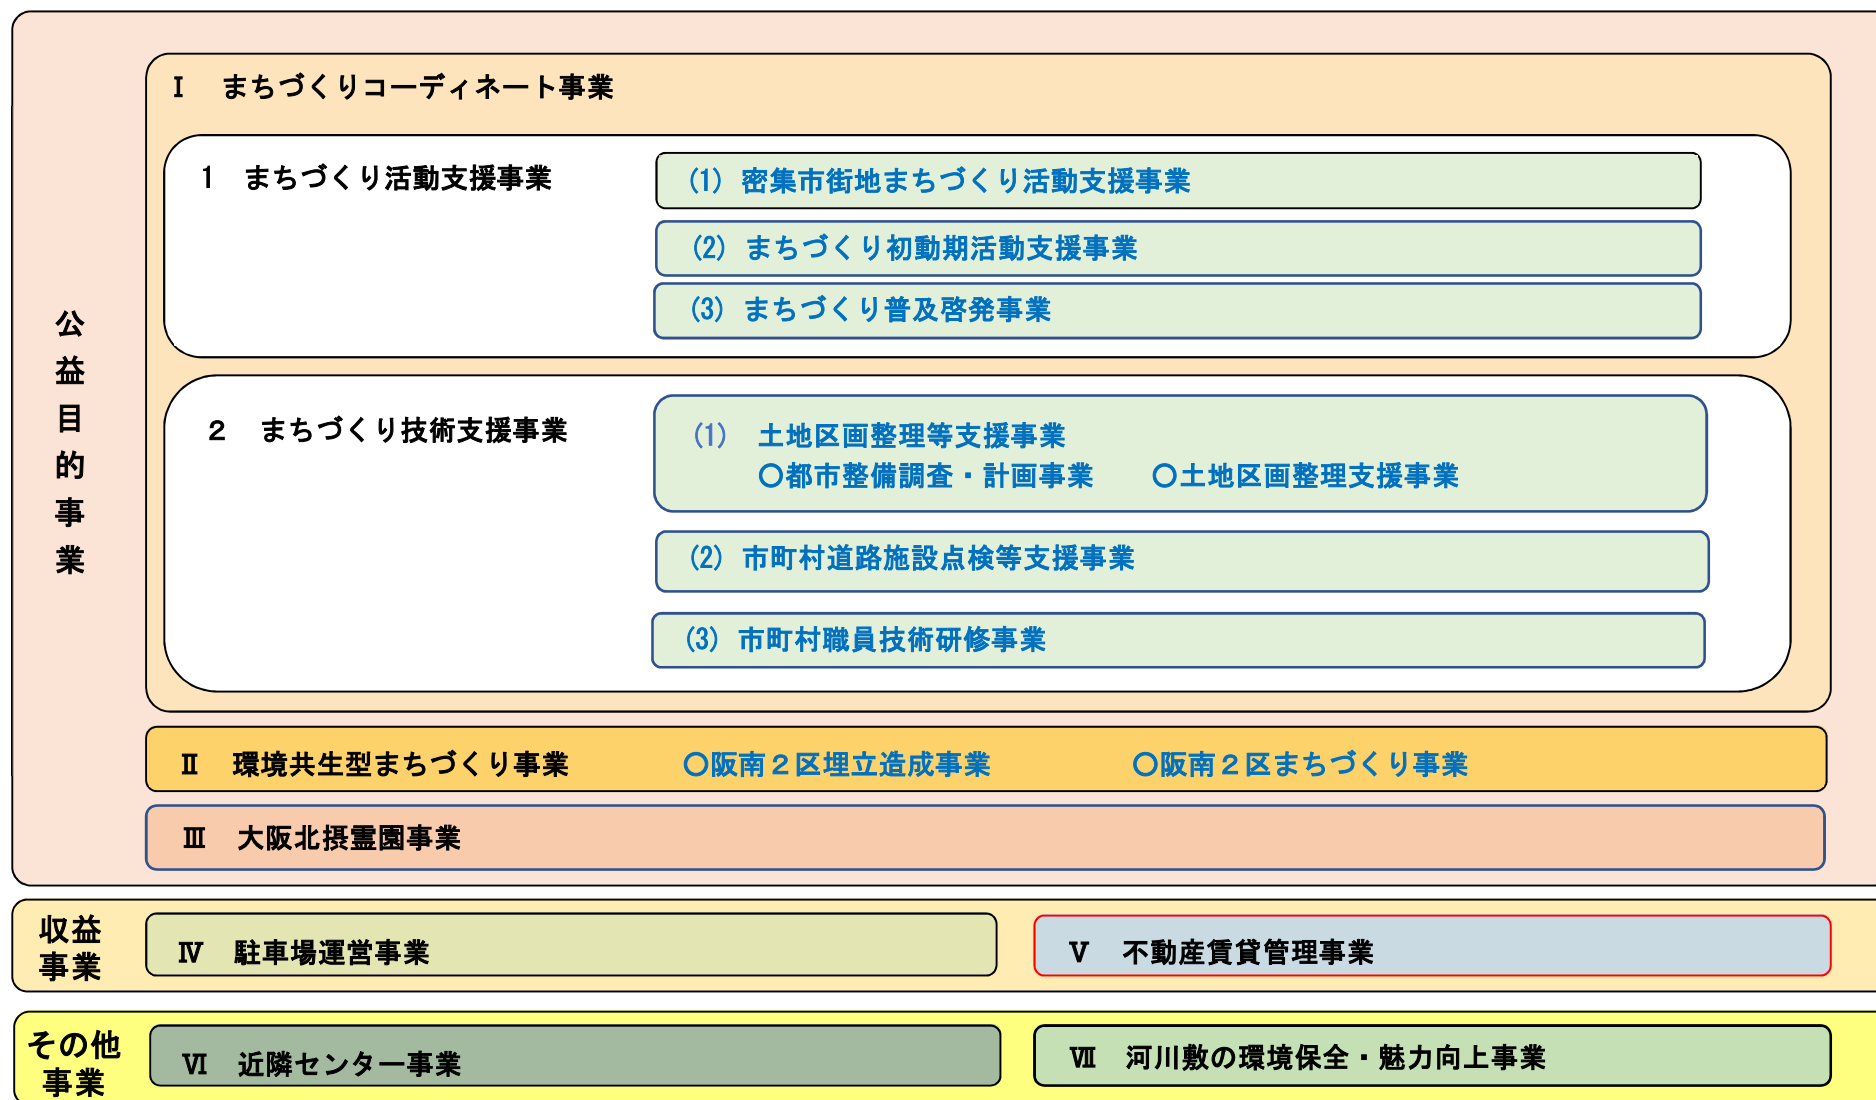 公益目的事業
Ⅰ まちづくりコーディネート事業
1 まちづくり活動支援事業
(1) 密集市街地まちづくり活動支援事業
(2) まちづくり初動期活動支援事業
(3) まちづくり普及啓発事業
2 まちづくり技術支援事業
(1) 土地区画整理等支援事業
○都市整備調査・計画事業 ○土地区画整理支援事業
(2) 市町村道路施設点検等支援事業
(3) 市町村職員技術研修事業
Ⅱ 環境共生型まちづくり事業 ○阪南２区埋立造成事業 ○阪南２区まちづくり事業
Ⅲ 大阪北摂霊園事業
収益
事業
Ⅳ 駐車場運営事業
Ⅴ 不動産賃貸管理事業
その他
事業
Ⅵ 近隣センター事業
Ⅶ 河川敷の環境保全・魅力向上事業